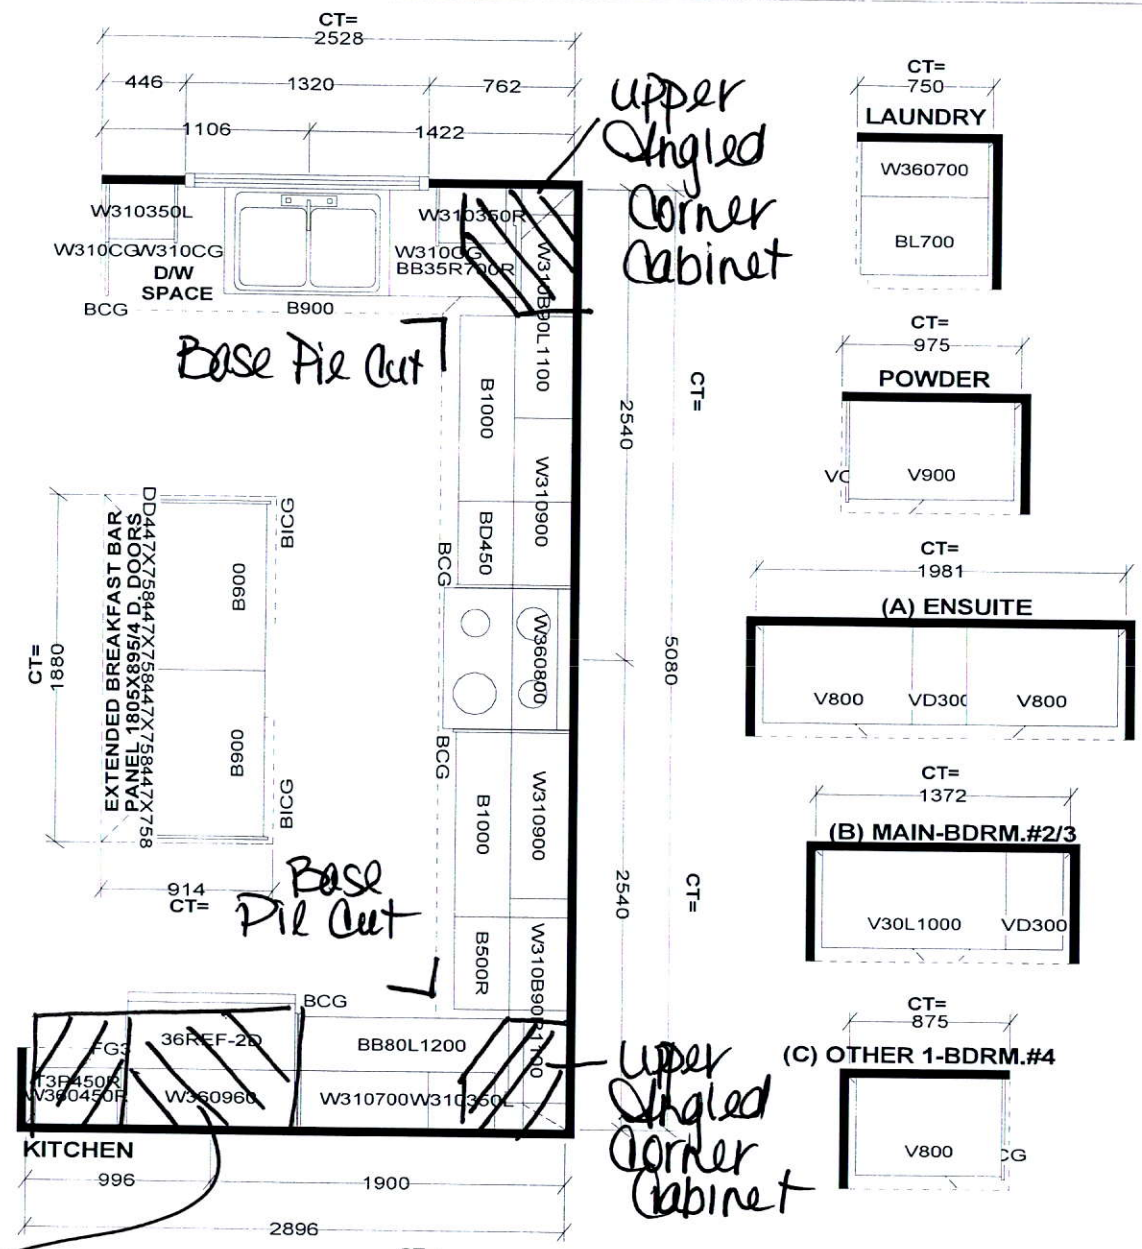 CT=
2528
446
1320
762
1106
1422
upper
Angled
Corner
Cabinet
W310350L
W310CG
W310CG
D/W
SPACE
BCG
B900
W310350R
W310CG
BB35R700R
W310B90L1100
Base Pie Cut
B1000
W310900
BD450
BCG
W360800
BCG
B1000
W310900
B500R
2540
CT=
5080
2540
CT=
CT=
1880
EXTENDED BREAKFAST BAR
PANEL 1805X895/4 D. DOORS
DD447X758447X758447X758447X758
B900
B900
BICG
BICG
914
CT=
Base
Pie Cut
BCG
36REF-2D
W360960
W360450R
BB80L1200
W310700
W310350L
upper
Angled
Corner
Cabinet
KITCHEN
996
1900
2896
CT=
750
LAUNDRY
W360700
BL700
CT=
975
POWDER
V900
CT=
1981
(A) ENSUITE
V800
VD300
V800
CT=
1372
(B) MAIN-BDRM.#2/3
V30L1000
VD300
CT=
875
(C) OTHER 1-BDRM.#4
V800